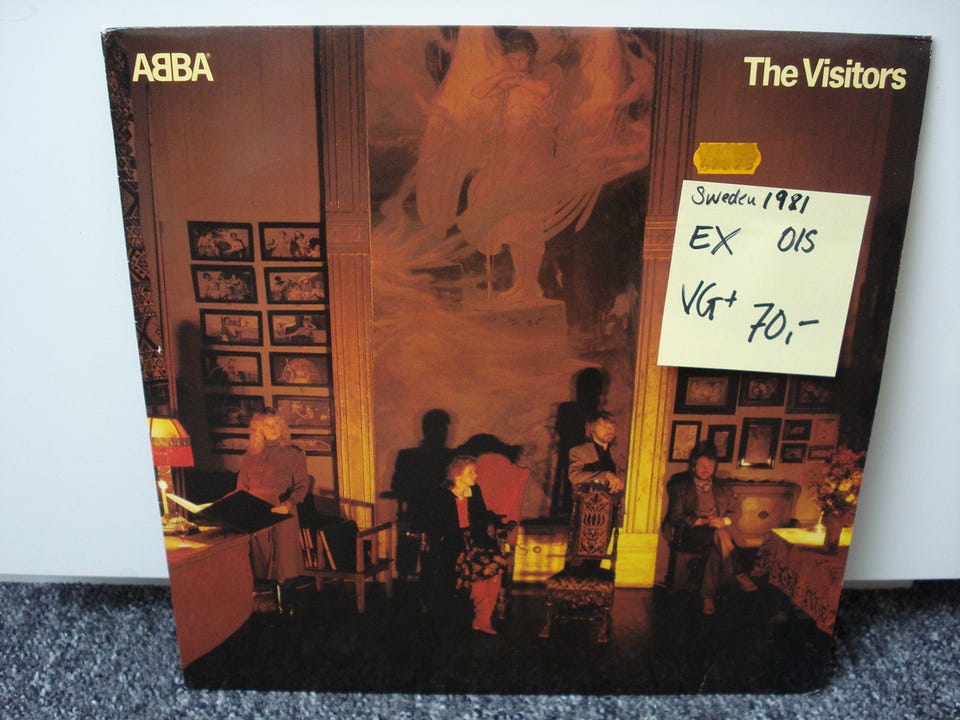 ABBA
The Visitors
Sweden 1981
EX OIS
VG+ 70,-